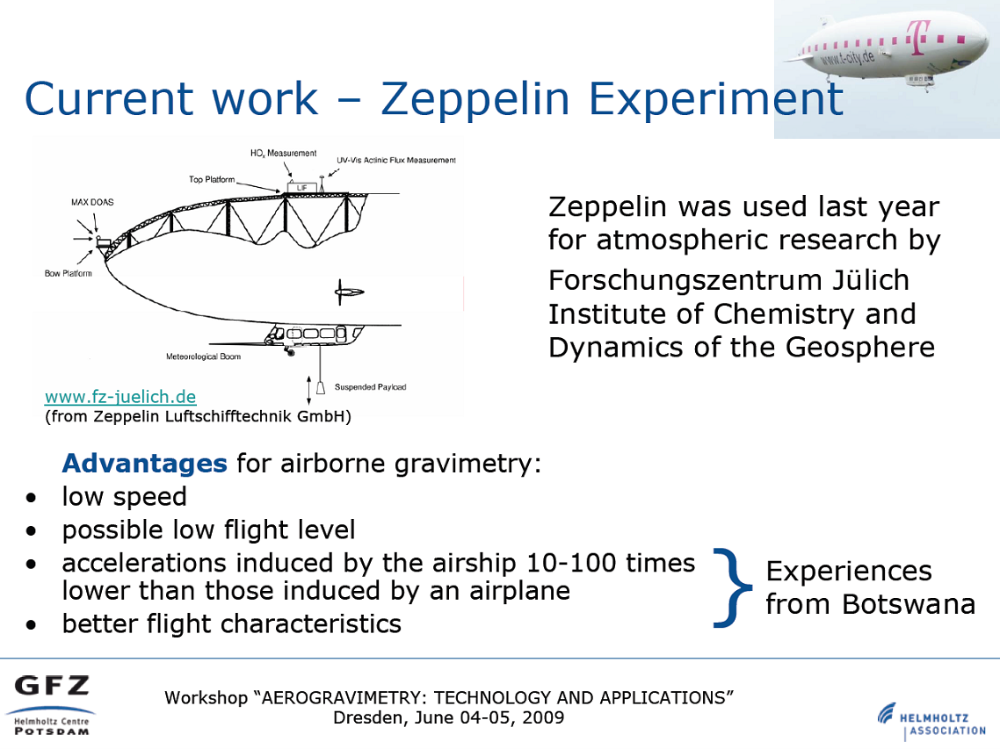 T
www.t-city.de
Current work – Zeppelin Experiment
HOx Measurement
UV-Vis Actinic Flux Measurement
Top Platform
LIF
MAX DOAS
Bow Platform
Meteorological Boom
Suspended Payload
www.fz-juelich.de
(from Zeppelin Luftschifftechnik GmbH)
Zeppelin was used last year
for atmospheric research by
Forschungszentrum Jülich
Institute of Chemistry and
Dynamics of the Geosphere
Advantages for airborne gravimetry:
• low speed
• possible low flight level
• accelerations induced by the airship 10-100 times
lower than those induced by an airplane
• better flight characteristics
} Experiences
from Botswana
GFZ
Helmholtz Centre
POTSDAM
Workshop “AEROGRAVIMETRY: TECHNOLOGY AND APPLICATIONS”
Dresden, June 04-05, 2009
HELMHOLTZ
ASSOCIATION